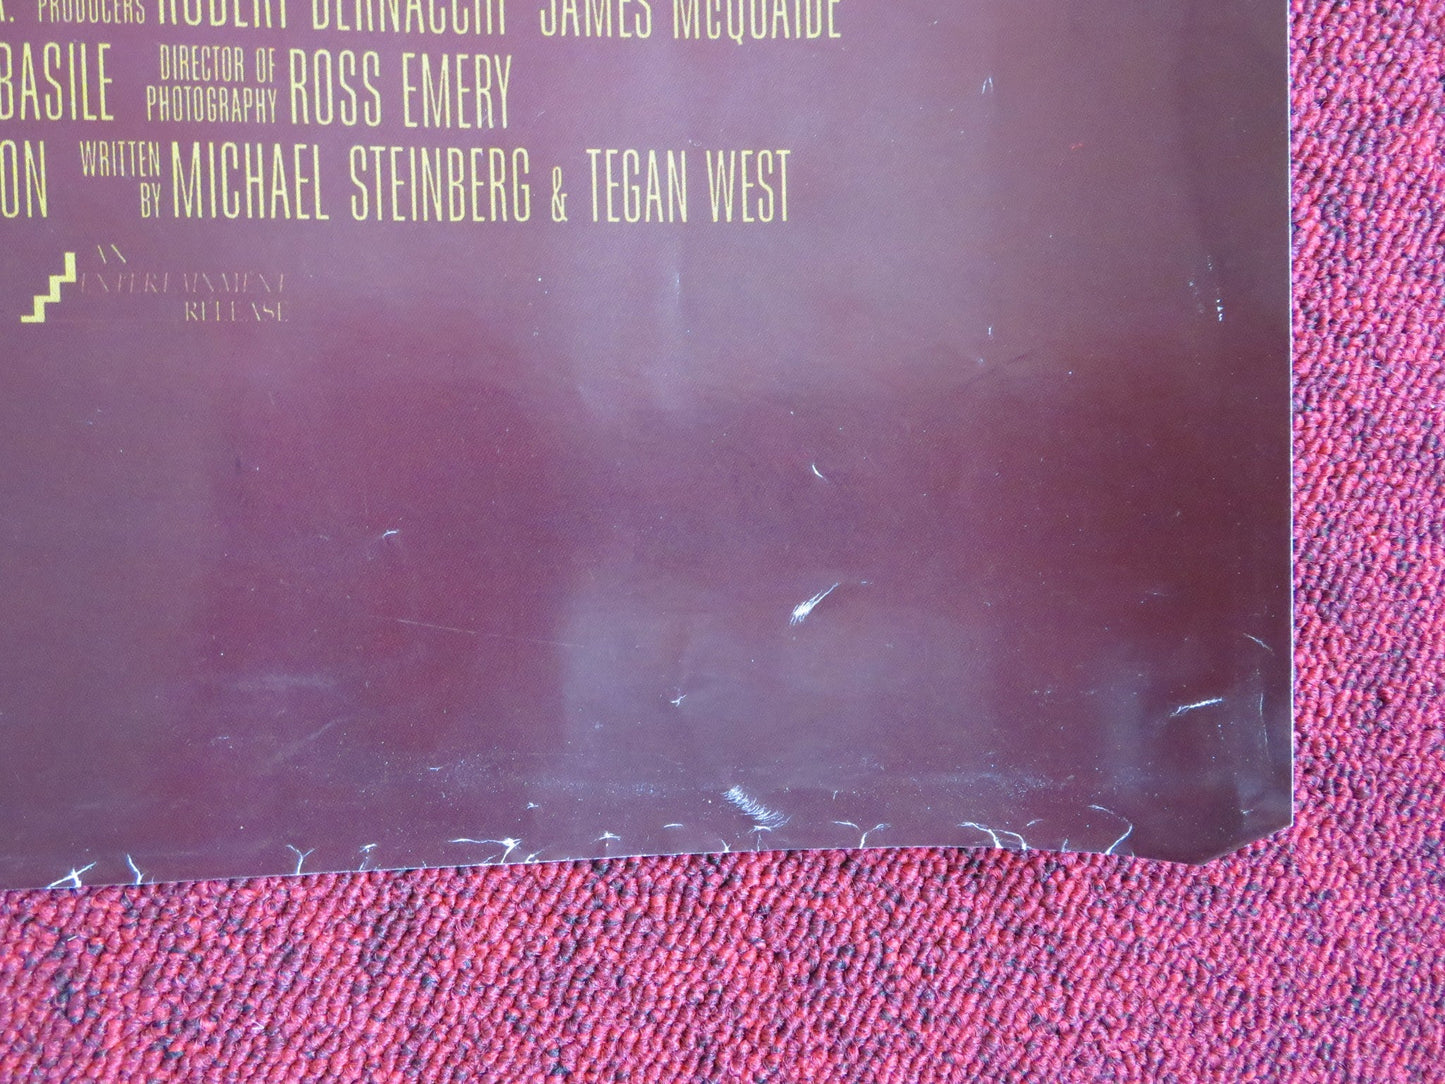 PRODUCERS ROBERT BERNACCHI JAMES McQUAIDE
BASILE DIRECTOR OF PHOTOGRAPHY ROSS EMERY
ON WRITTEN BY MICHAEL STEINBERG & TEGAN WEST
AN
ENTERTAINMENT
RELEASE